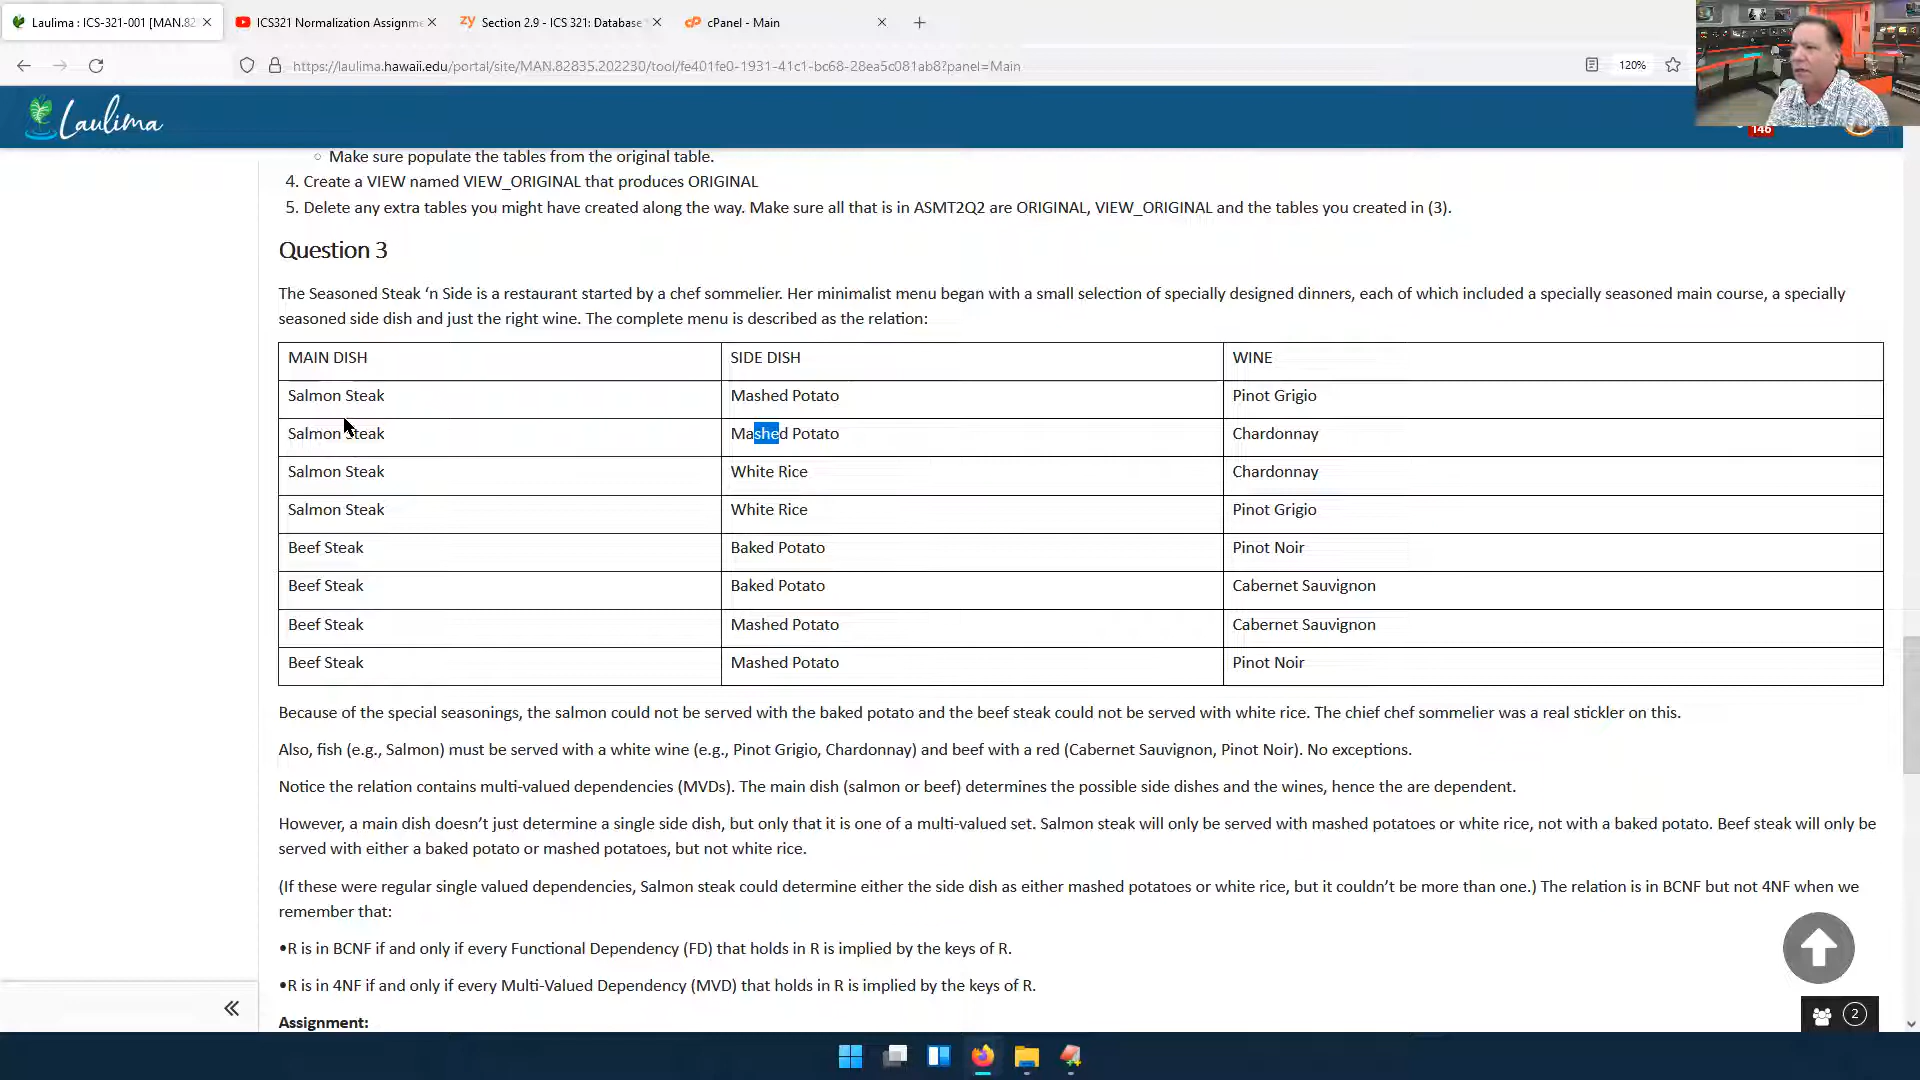 Laulima : ICS-321-001 [MAN.82
ICS321 Normalization Assignme
zy Section 2.9 - ICS 321: Database
cP cPanel - Main
https://laulima.hawaii.edu/portal/site/MAN.82835.202230/tool/fe401fe0-1931-41c1-bc68-28ea5c081ab8?panel=Main
120%
Laulima
146
Make sure populate the tables from the original table.
4. Create a VIEW named VIEW_ORIGINAL that produces ORIGINAL
5. Delete any extra tables you might have created along the way. Make sure all that is in ASMT2Q2 are ORIGINAL, VIEW_ORIGINAL and the tables you created in (3).
Question 3
The Seasoned Steak ‘n Side is a restaurant started by a chef sommelier. Her minimalist menu began with a small selection of specially designed dinners, each of which included a specially seasoned main course, a specially
seasoned side dish and just the right wine. The complete menu is described as the relation:
MAIN DISH SIDE DISH WINE
Salmon Steak Mashed Potato Pinot Grigio
Salmon Steak Mashed Potato Chardonnay
Salmon Steak White Rice Chardonnay
Salmon Steak White Rice Pinot Grigio
Beef Steak Baked Potato Pinot Noir
Beef Steak Baked Potato Cabernet Sauvignon
Beef Steak Mashed Potato Cabernet Sauvignon
Beef Steak Mashed Potato Pinot Noir
Because of the special seasonings, the salmon could not be served with the baked potato and the beef steak could not be served with white rice. The chief chef sommelier was a real stickler on this.
Also, fish (e.g., Salmon) must be served with a white wine (e.g., Pinot Grigio, Chardonnay) and beef with a red (Cabernet Sauvignon, Pinot Noir). No exceptions.
Notice the relation contains multi-valued dependencies (MVDs). The main dish (salmon or beef) determines the possible side dishes and the wines, hence the are dependent.
However, a main dish doesn’t just determine a single side dish, but only that it is one of a multi-valued set. Salmon steak will only be served with mashed potatoes or white rice, not with a baked potato. Beef steak will only be
served with either a baked potato or mashed potatoes, but not white rice.
(If these were regular single valued dependencies, Salmon steak could determine either the side dish as either mashed potatoes or white rice, but it couldn’t be more than one.) The relation is in BCNF but not 4NF when we
remember that:
•R is in BCNF if and only if every Functional Dependency (FD) that holds in R is implied by the keys of R.
•R is in 4NF if and only if every Multi-Valued Dependency (MVD) that holds in R is implied by the keys of R.
Assignment:
2